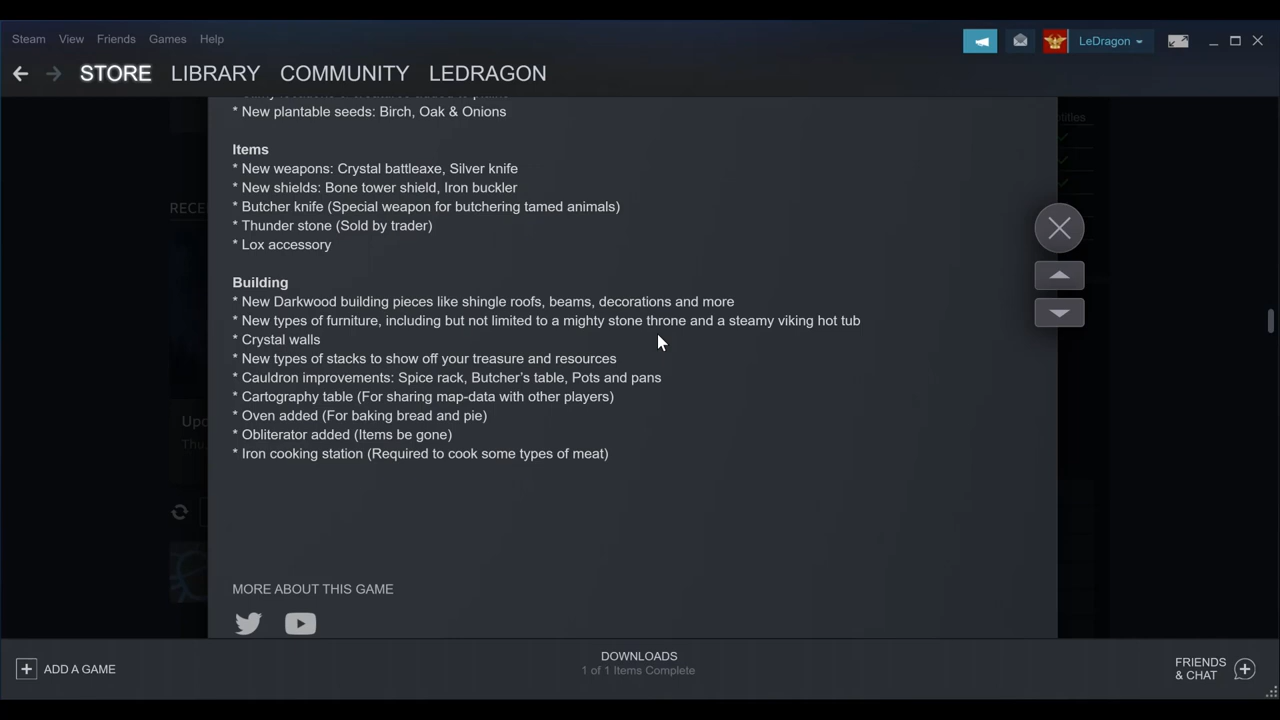 Steam View Friends Games Help
LeDragon
STORE LIBRARY COMMUNITY LEDRAGON
* New plantable seeds: Birch, Oak & Onions
Items
* New weapons: Crystal battleaxe, Silver knife
* New shields: Bone tower shield, Iron buckler
* Butcher knife (Special weapon for butchering tamed animals)
* Thunder stone (Sold by trader)
* Lox accessory
Building
* New Darkwood building pieces like shingle roofs, beams, decorations and more
* New types of furniture, including but not limited to a mighty stone throne and a steamy viking hot tub
* Crystal walls
* New types of stacks to show off your treasure and resources
* Cauldron improvements: Spice rack, Butcher’s table, Pots and pans
* Cartography table (For sharing map-data with other players)
* Oven added (For baking bread and pie)
* Obliterator added (Items be gone)
* Iron cooking station (Required to cook some types of meat)
MORE ABOUT THIS GAME
ADD A GAME
DOWNLOADS
1 of 1 Items Complete
FRIENDS
& CHAT